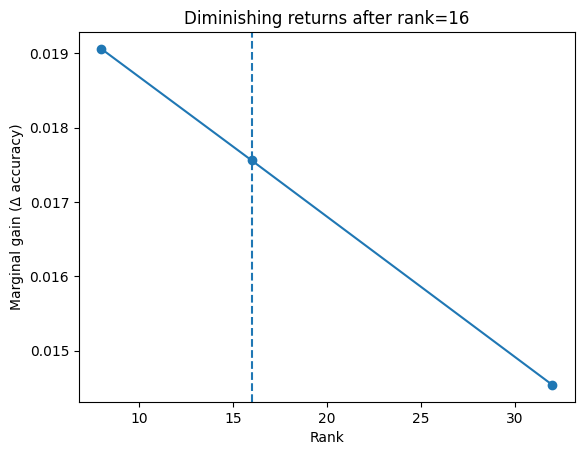 Diminishing returns after rank=16
Marginal gain (Δ accuracy)
0.019
0.018
0.017
0.016
0.015
10 15 20 25 30
Rank